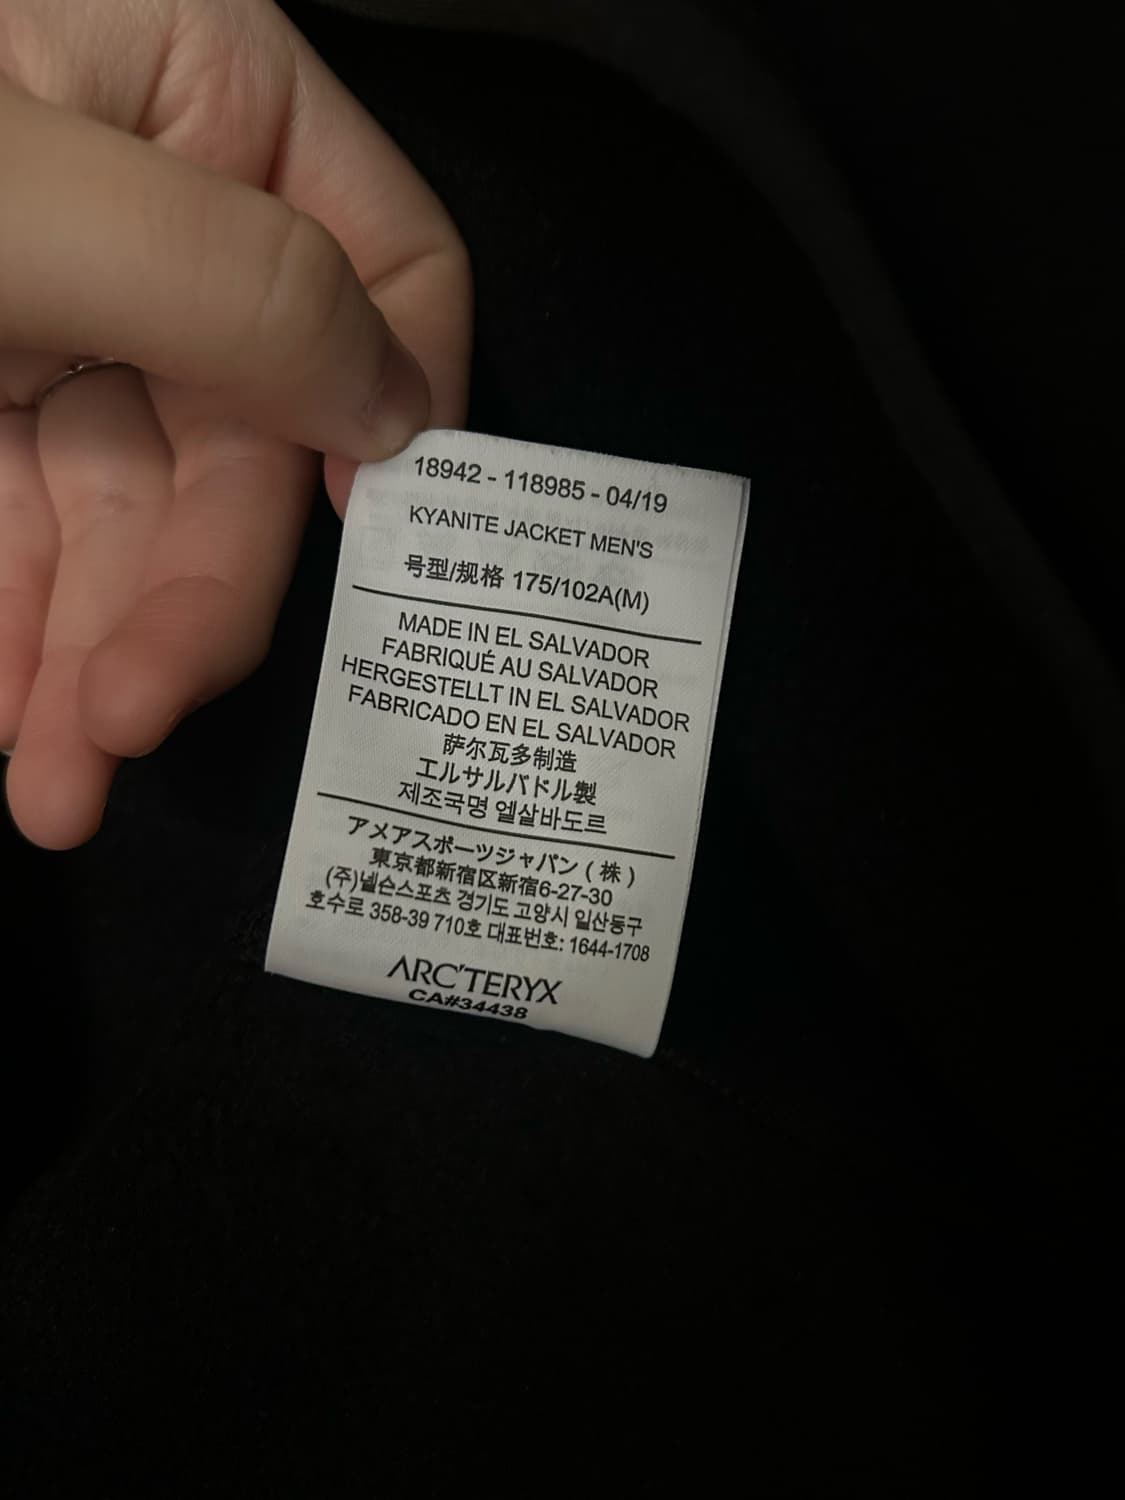 18942 - 118985 - 04/19
KYANITE JACKET MEN'S
号型/规格 175/102A(M)
MADE IN EL SALVADOR
FABRIQUÉ AU SALVADOR
HERGESTELLT IN EL SALVADOR
FABRICADO EN EL SALVADOR
萨尔瓦多制造
エルサルバドル製
제조국명 엘살바도르
アメアスポーツジャパン ( 株 )
東京都新宿区新宿6-27-30
(주)넬슨스포츠 경기도 고양시 일산동구
호수로 358-39 710호 대표번호: 1644-1708
ARC'TERYX
CA#34438